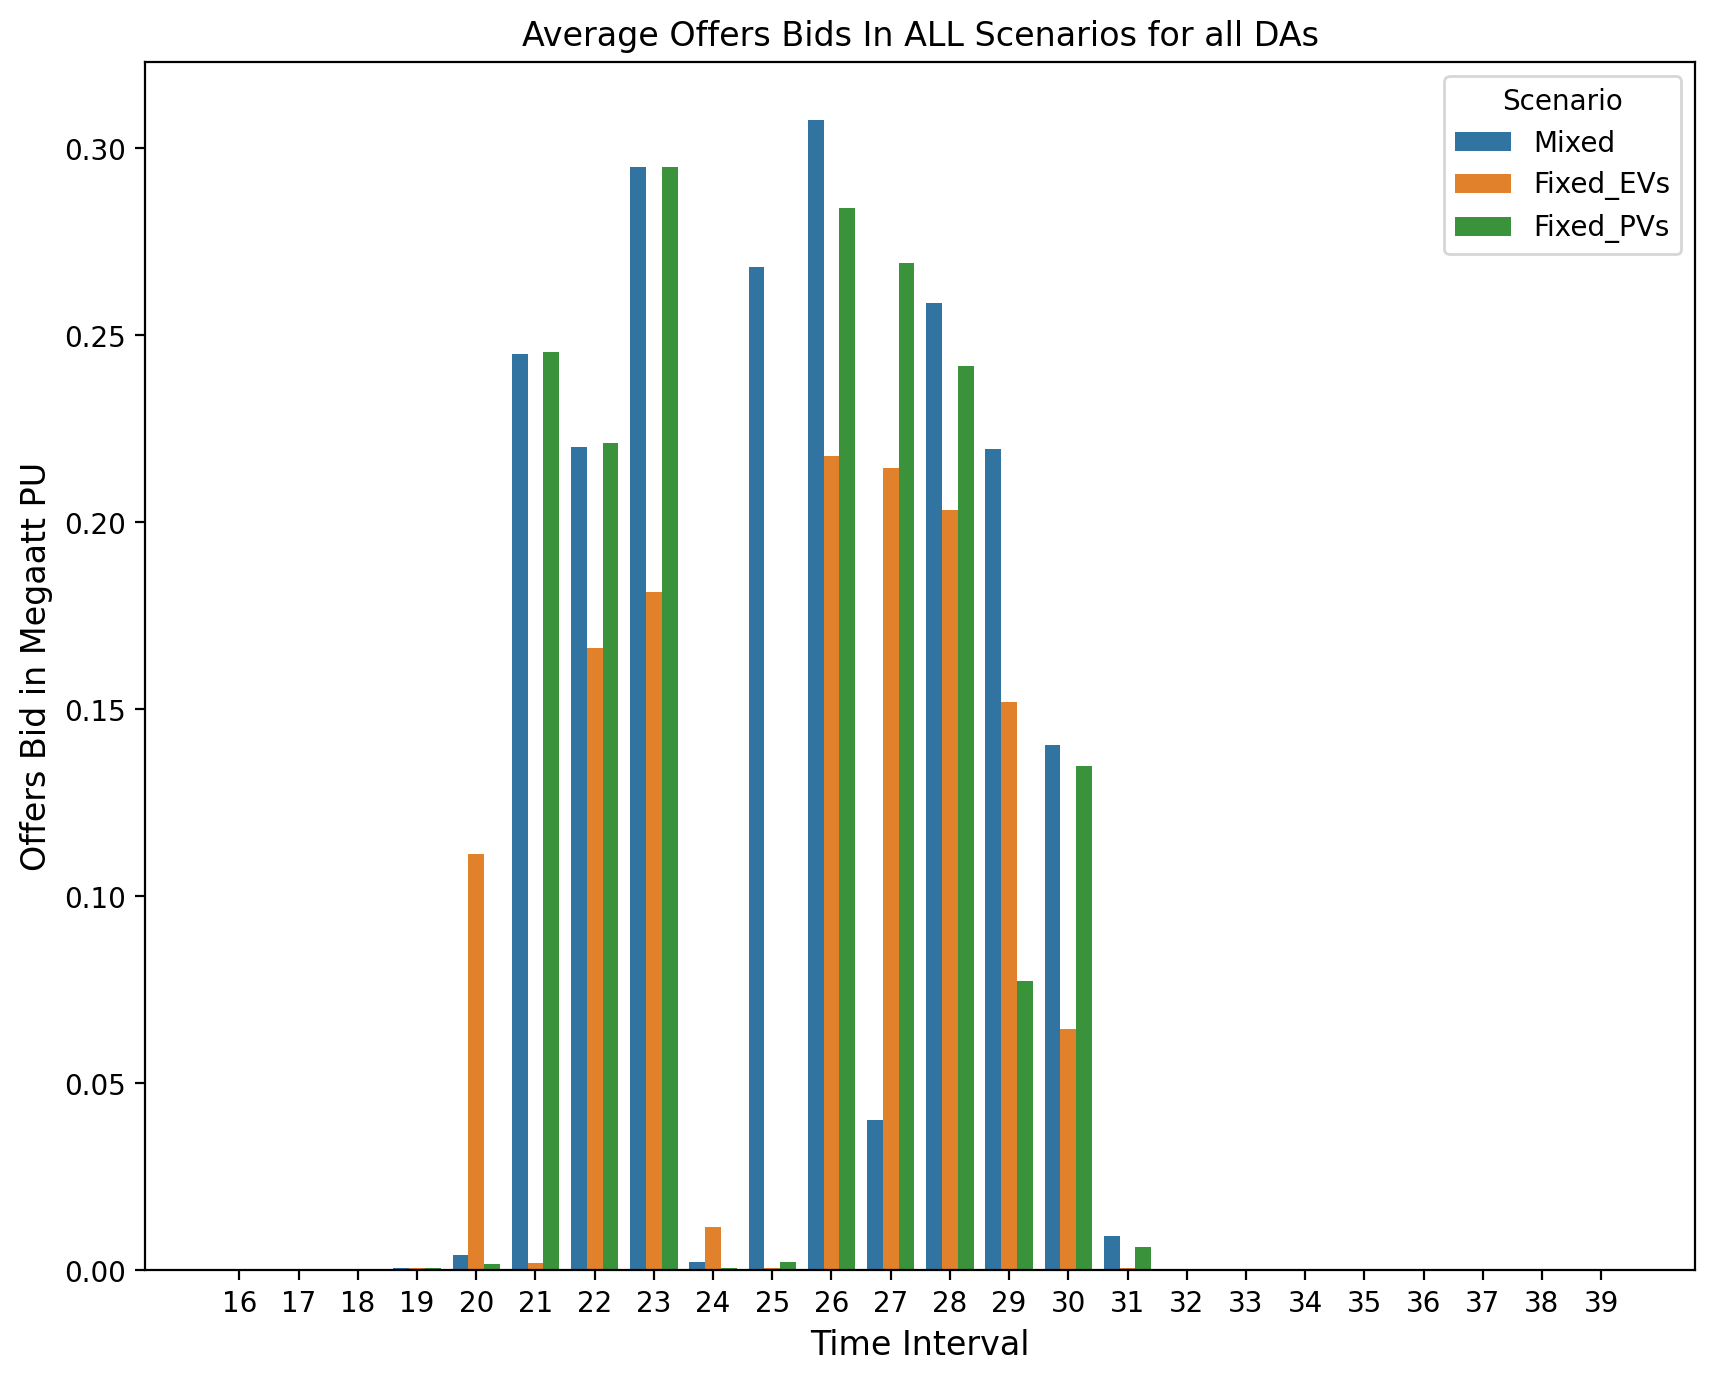 Average Offers Bids In ALL Scenarios for all DAs
Scenario
Mixed
Fixed_EVs
Fixed_PVs
Offers Bid in Megaatt PU
0.30
0.25
0.20
0.15
0.10
0.05
0.00
16 17 18 19 20 21 22 23 24 25 26 27 28 29 30 31 32 33 34 35 36 37 38 39
Time Interval